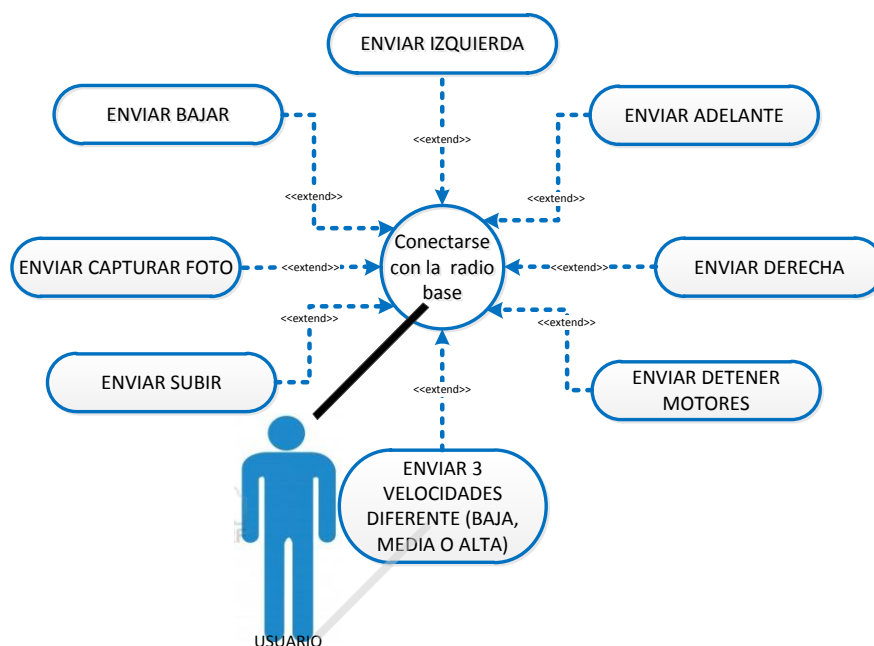 ENVIAR IZQUIERDA
ENVIAR BAJAR
ENVIAR ADELANTE
<<extend>>
<<extend>>
<<extend>>
Conectarse
con la radio
base
ENVIAR CAPTURAR FOTO
<<extend>>
<<extend>>
ENVIAR DERECHA
<<extend>>
<<extend>>
ENVIAR SUBIR
<<extend>>
ENVIAR DETENER
MOTORES
ENVIAR 3
VELOCIDADES
DIFERENTE (BAJA,
MEDIA O ALTA)
USUARIO